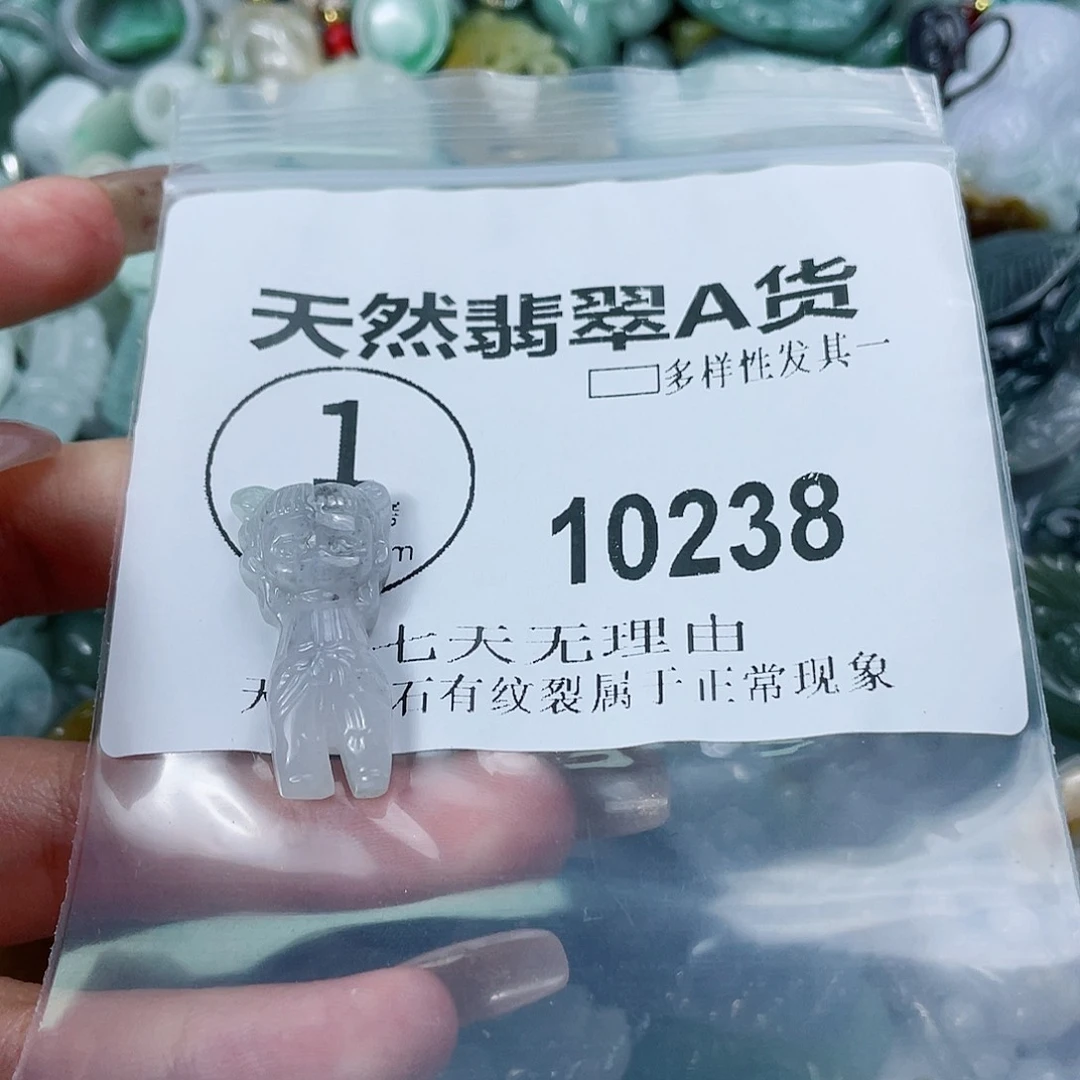 天然翡翠A货
多样性发其一
1
m
10238
七天无理由
天 石有纹裂属于正常现象